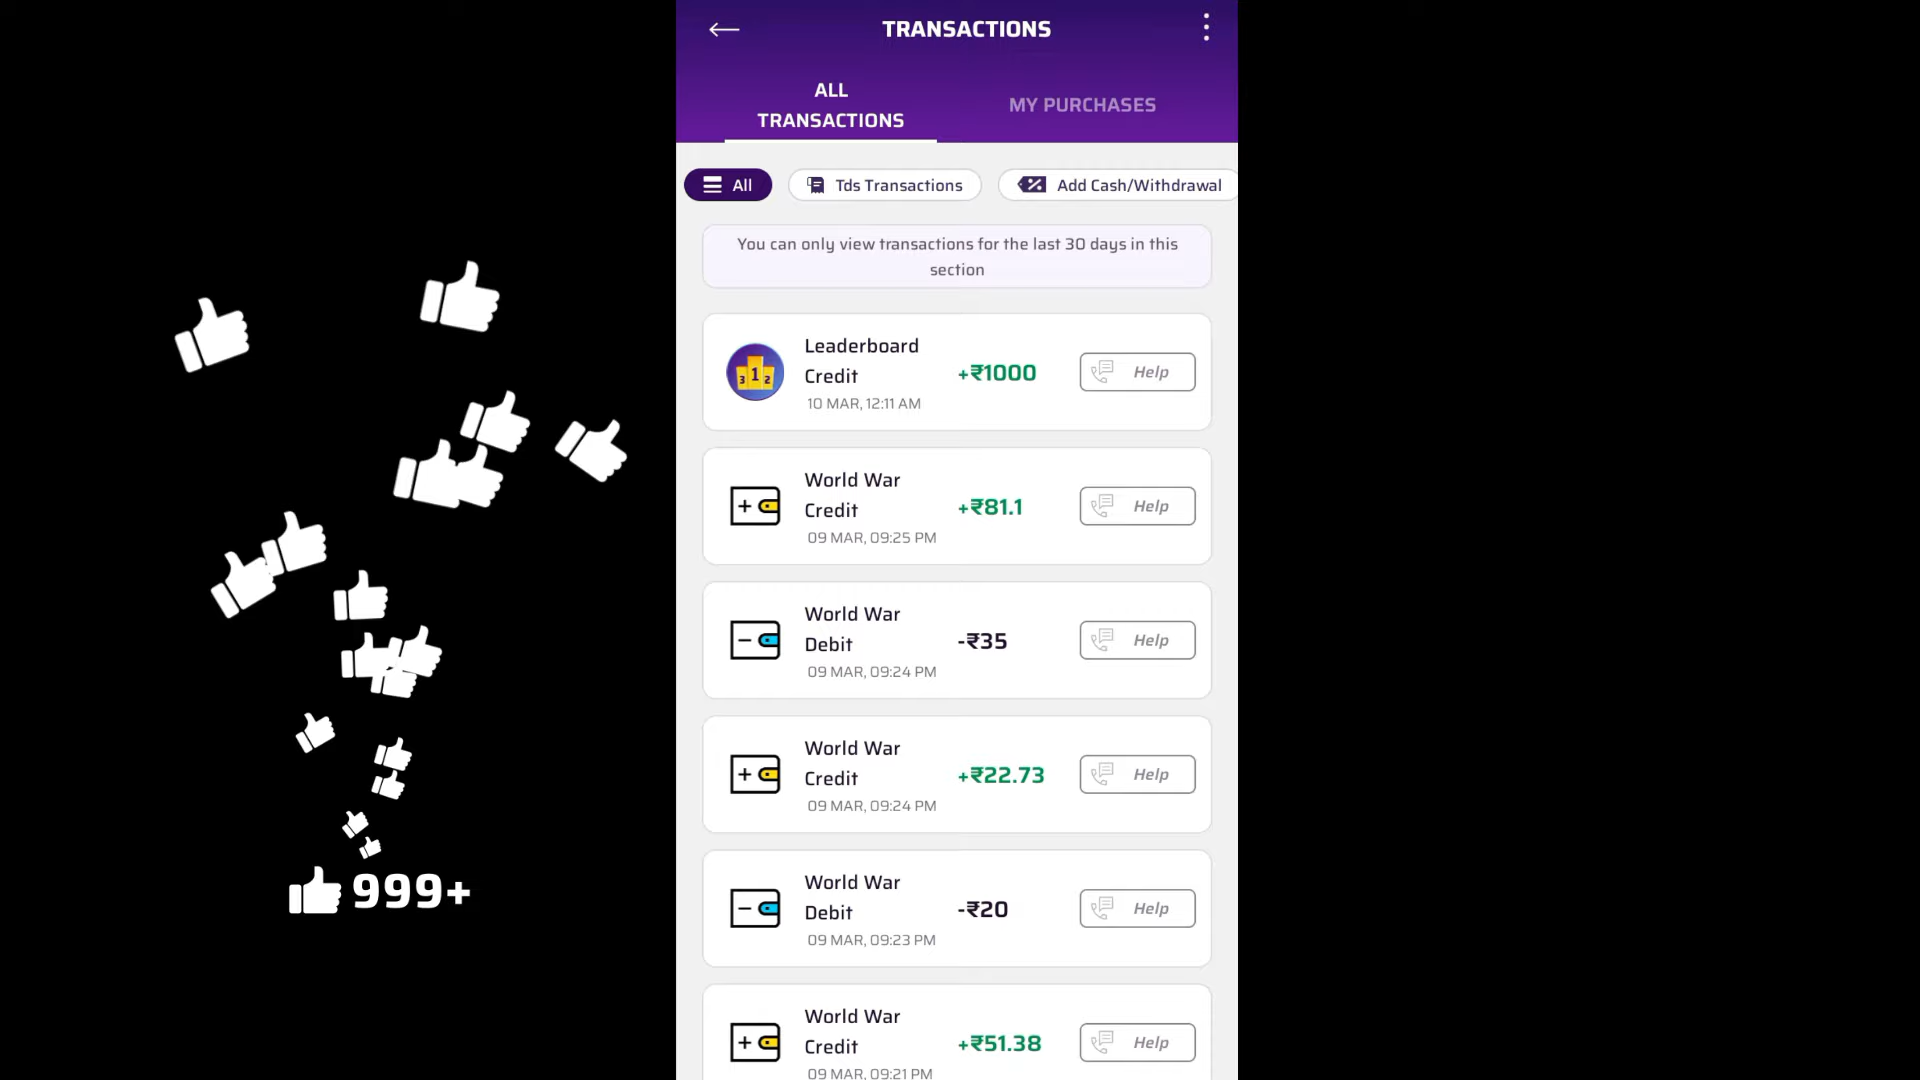 TRANSACTIONS
ALL
TRANSACTIONS
MY PURCHASES
All
Tds Transactions
Add Cash/Withdrawal
You can only view transactions for the last 30 days in this
section
Leaderboard
Credit
10 MAR, 12:11 AM
+₹1000
Help
3 1 2
World War
Credit
09 MAR, 09:25 PM
+₹81.1
Help
World War
Debit
09 MAR, 09:24 PM
-₹35
Help
World War
Credit
09 MAR, 09:24 PM
+₹22.73
Help
World War
Debit
09 MAR, 09:23 PM
-₹20
Help
World War
Credit
09 MAR, 09:21 PM
+₹51.38
Help
999+